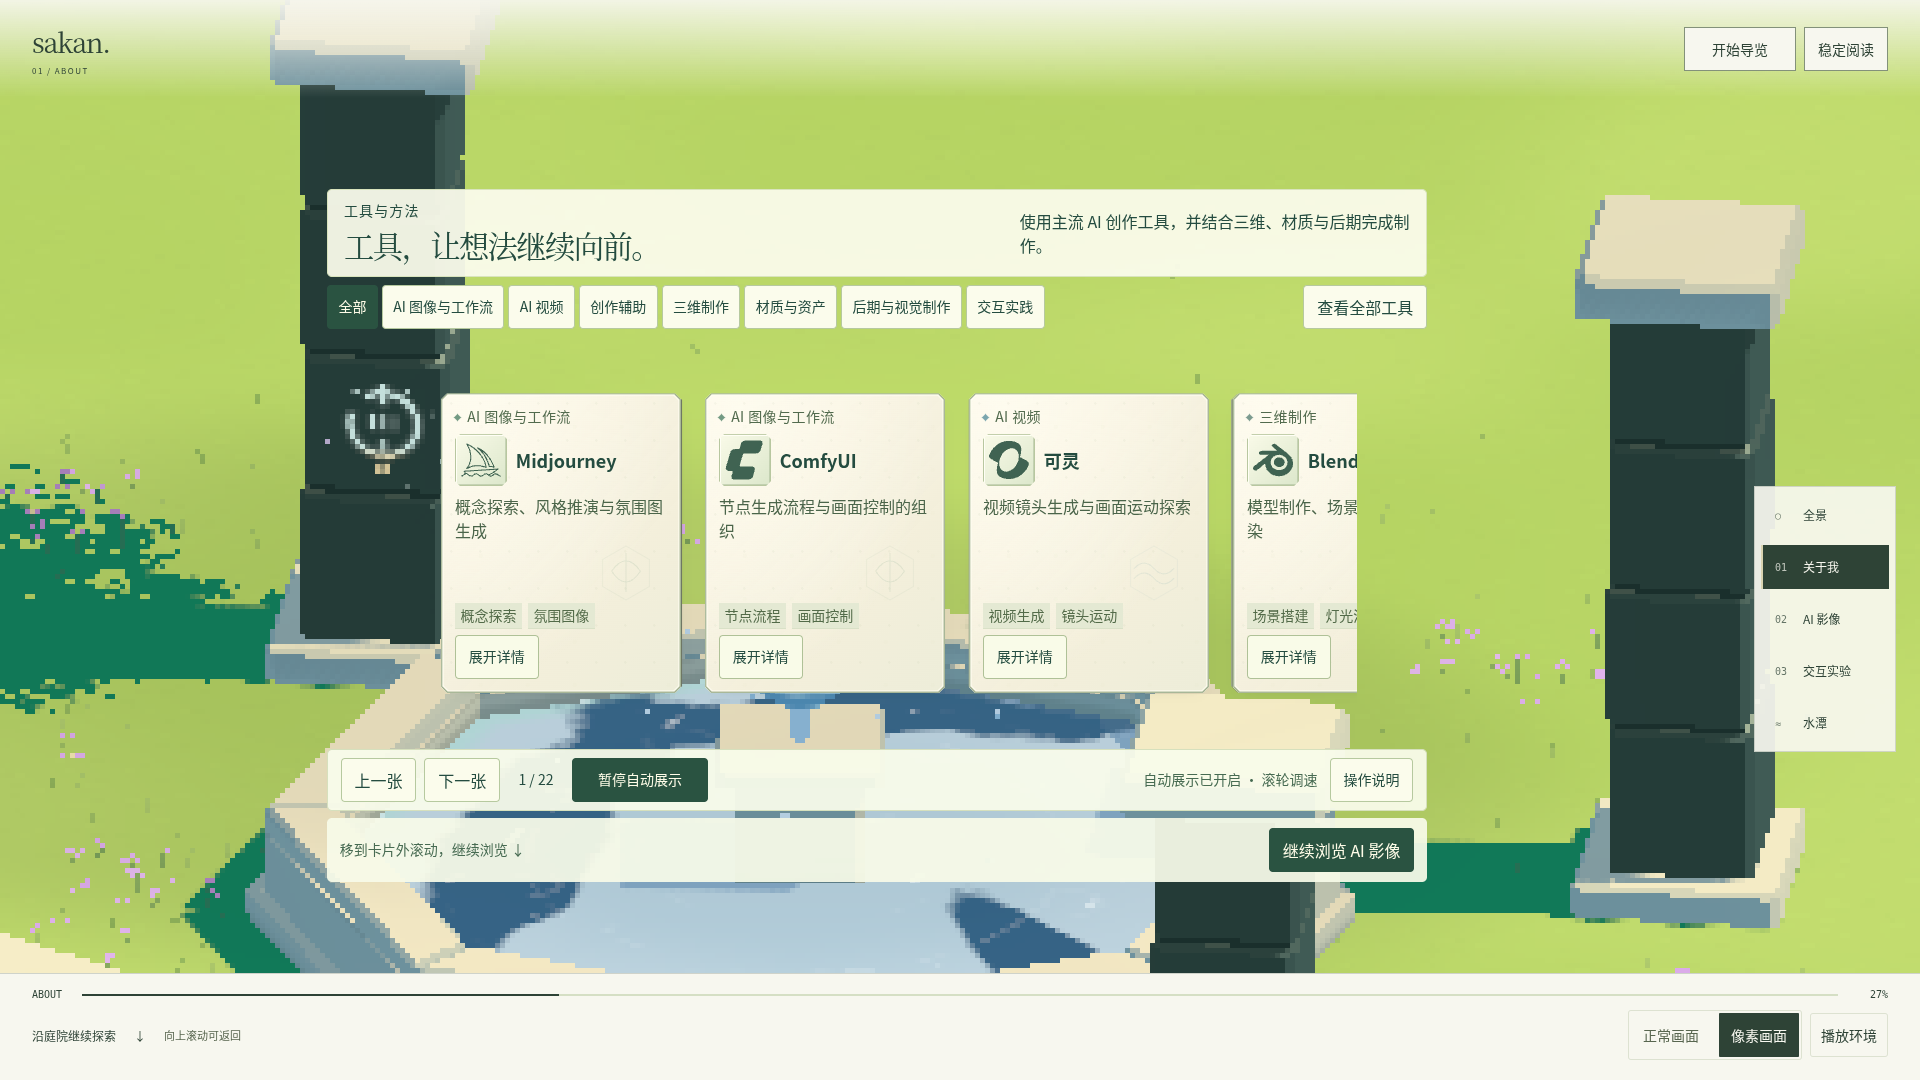 sakan.
01 / ABOUT
开始导览
稳定阅读
工具与方法
工具，让想法继续向前。
使用主流 AI 创作工具，并结合三维、材质与后期完成制
作。
全部
AI 图像与工作流
AI 视频
创作辅助
三维制作
材质与资产
后期与视觉制作
交互实践
查看全部工具
AI 图像与工作流
Midjourney
概念探索、风格推演与氛围图
生成
概念探索
氛围图像
展开详情
AI 图像与工作流
ComfyUI
节点生成流程与画面控制的组
织
节点流程
画面控制
展开详情
AI 视频
可灵
视频镜头生成与画面运动探索
视频生成
镜头运动
展开详情
三维制作
Blend
模型制作、场景
染
场景搭建
灯光
展开详情
全景
01 关于我
02 AI 影像
03 交互实验
≈ 水潭
上一张
下一张
1 / 22
暂停自动展示
自动展示已开启 · 滚轮调速
操作说明
移到卡片外滚动，继续浏览 ↓
继续浏览 AI 影像
ABOUT
27%
沿庭院继续探索 ↓ 向上滚动可返回
正常画面
像素画面
播放环境